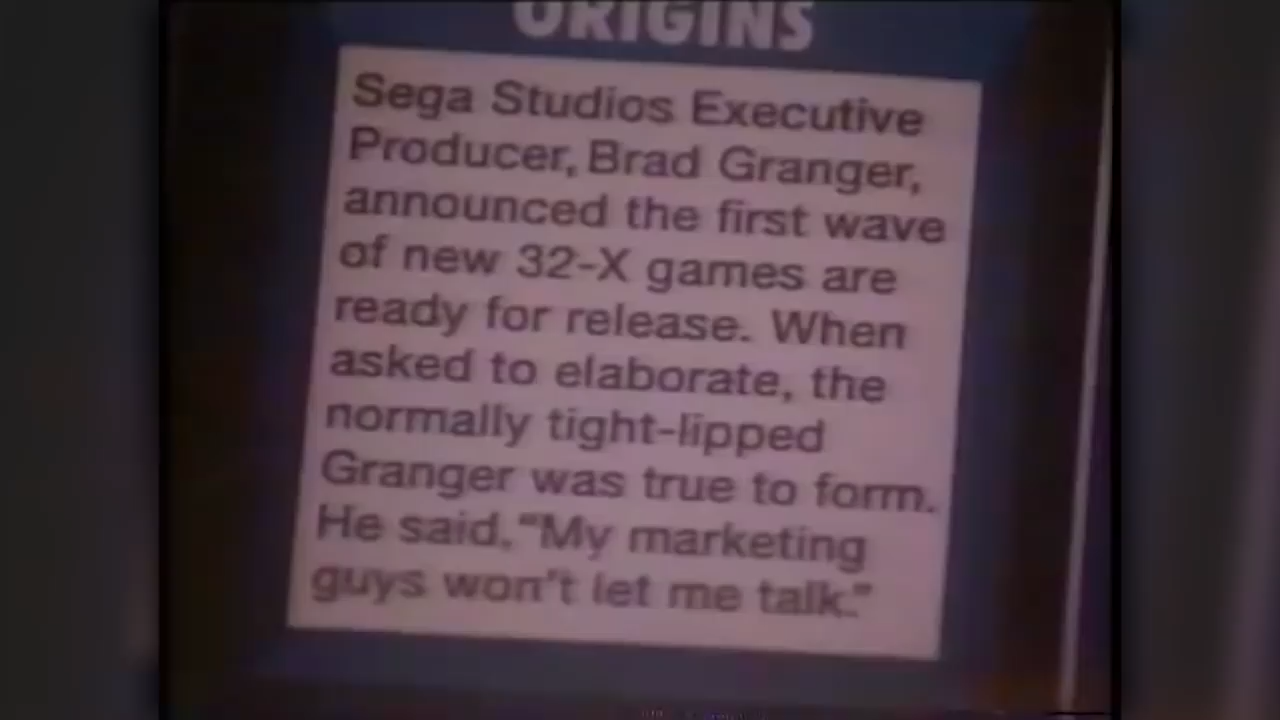 ORIGINS
Sega Studios Executive
Producer, Brad Granger,
announced the first wave
of new 32-X games are
ready for release. When
asked to elaborate, the
normally tight-lipped
Granger was true to form.
He said, "My marketing
guys won't let me talk."